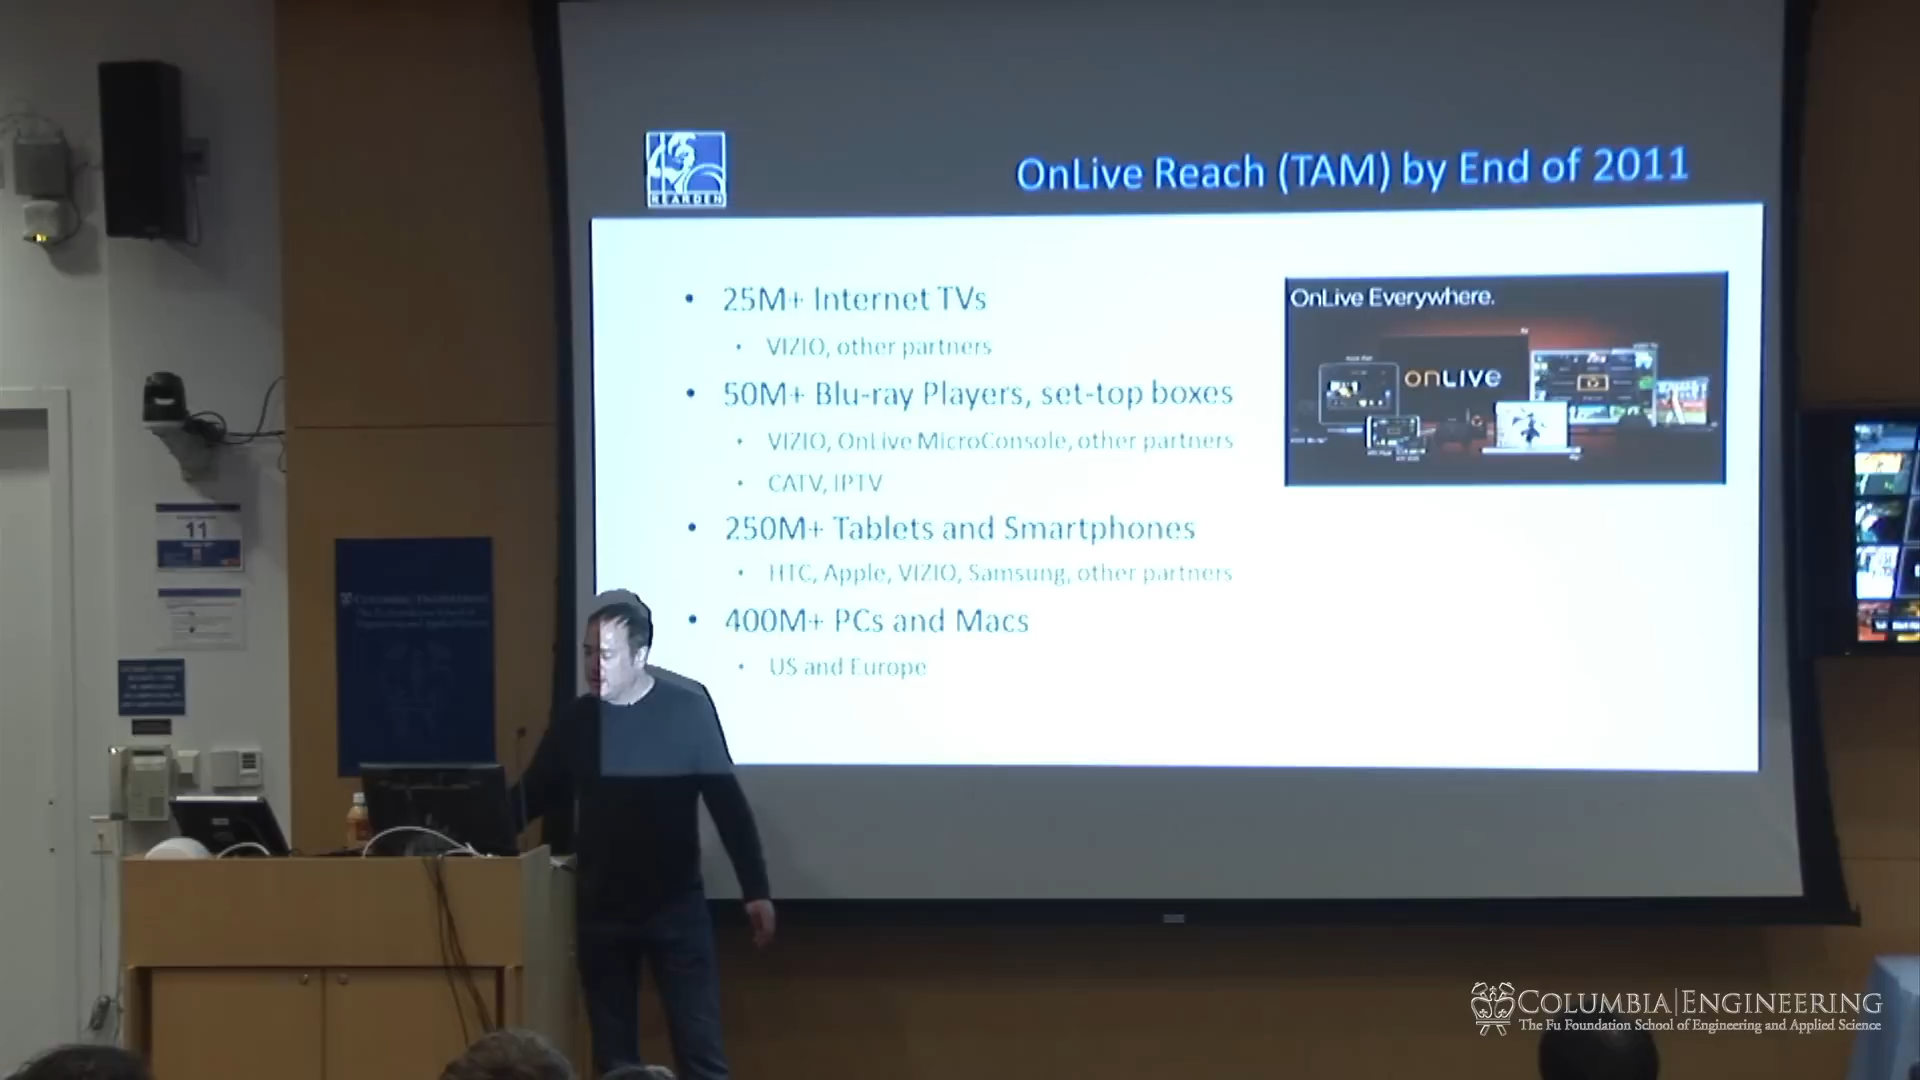 REARDEN
OnLive Reach (TAM) by End of 2011
• 25M+ Internet TVs
• VIZIO, other partners
• 50M+ Blu-ray Players, set-top boxes
• VIZIO, OnLive MicroConsole, other partners
• CATV, IPTV
• 250M+ Tablets and Smartphones
• HTC, Apple, VIZIO, Samsung, other partners
• 400M+ PCs and Macs
• US and Europe
OnLive Everywhere.
onLIVE
11
COLUMBIA|ENGINEERING
The Fu Foundation School of Engineering and Applied Science